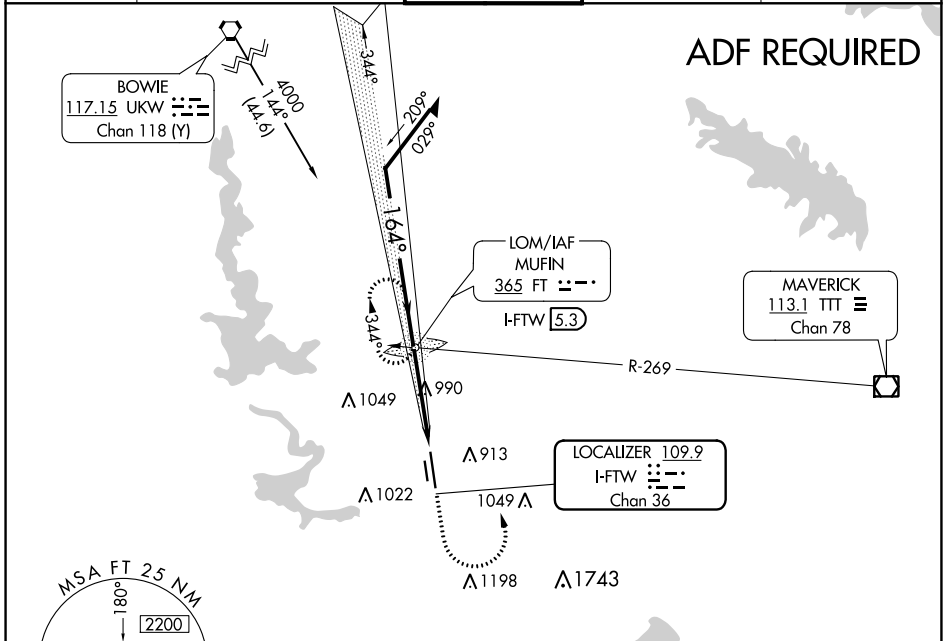 ADF REQUIRED
BOWIE
117.15 UKW
Chan 118 (Y)
4000
144°
(44.6)
344°
209°
029°
164°
LOM/IAF
MUFIN
365 FT
I-FTW 5.3
MAVERICK
113.1 TTT
Chan 78
344°
R-269
1049
990
913
LOCALIZER 109.9
I-FTW
Chan 36
1022
1049
1198
1743
MSA FT 25 NM
180°
2200